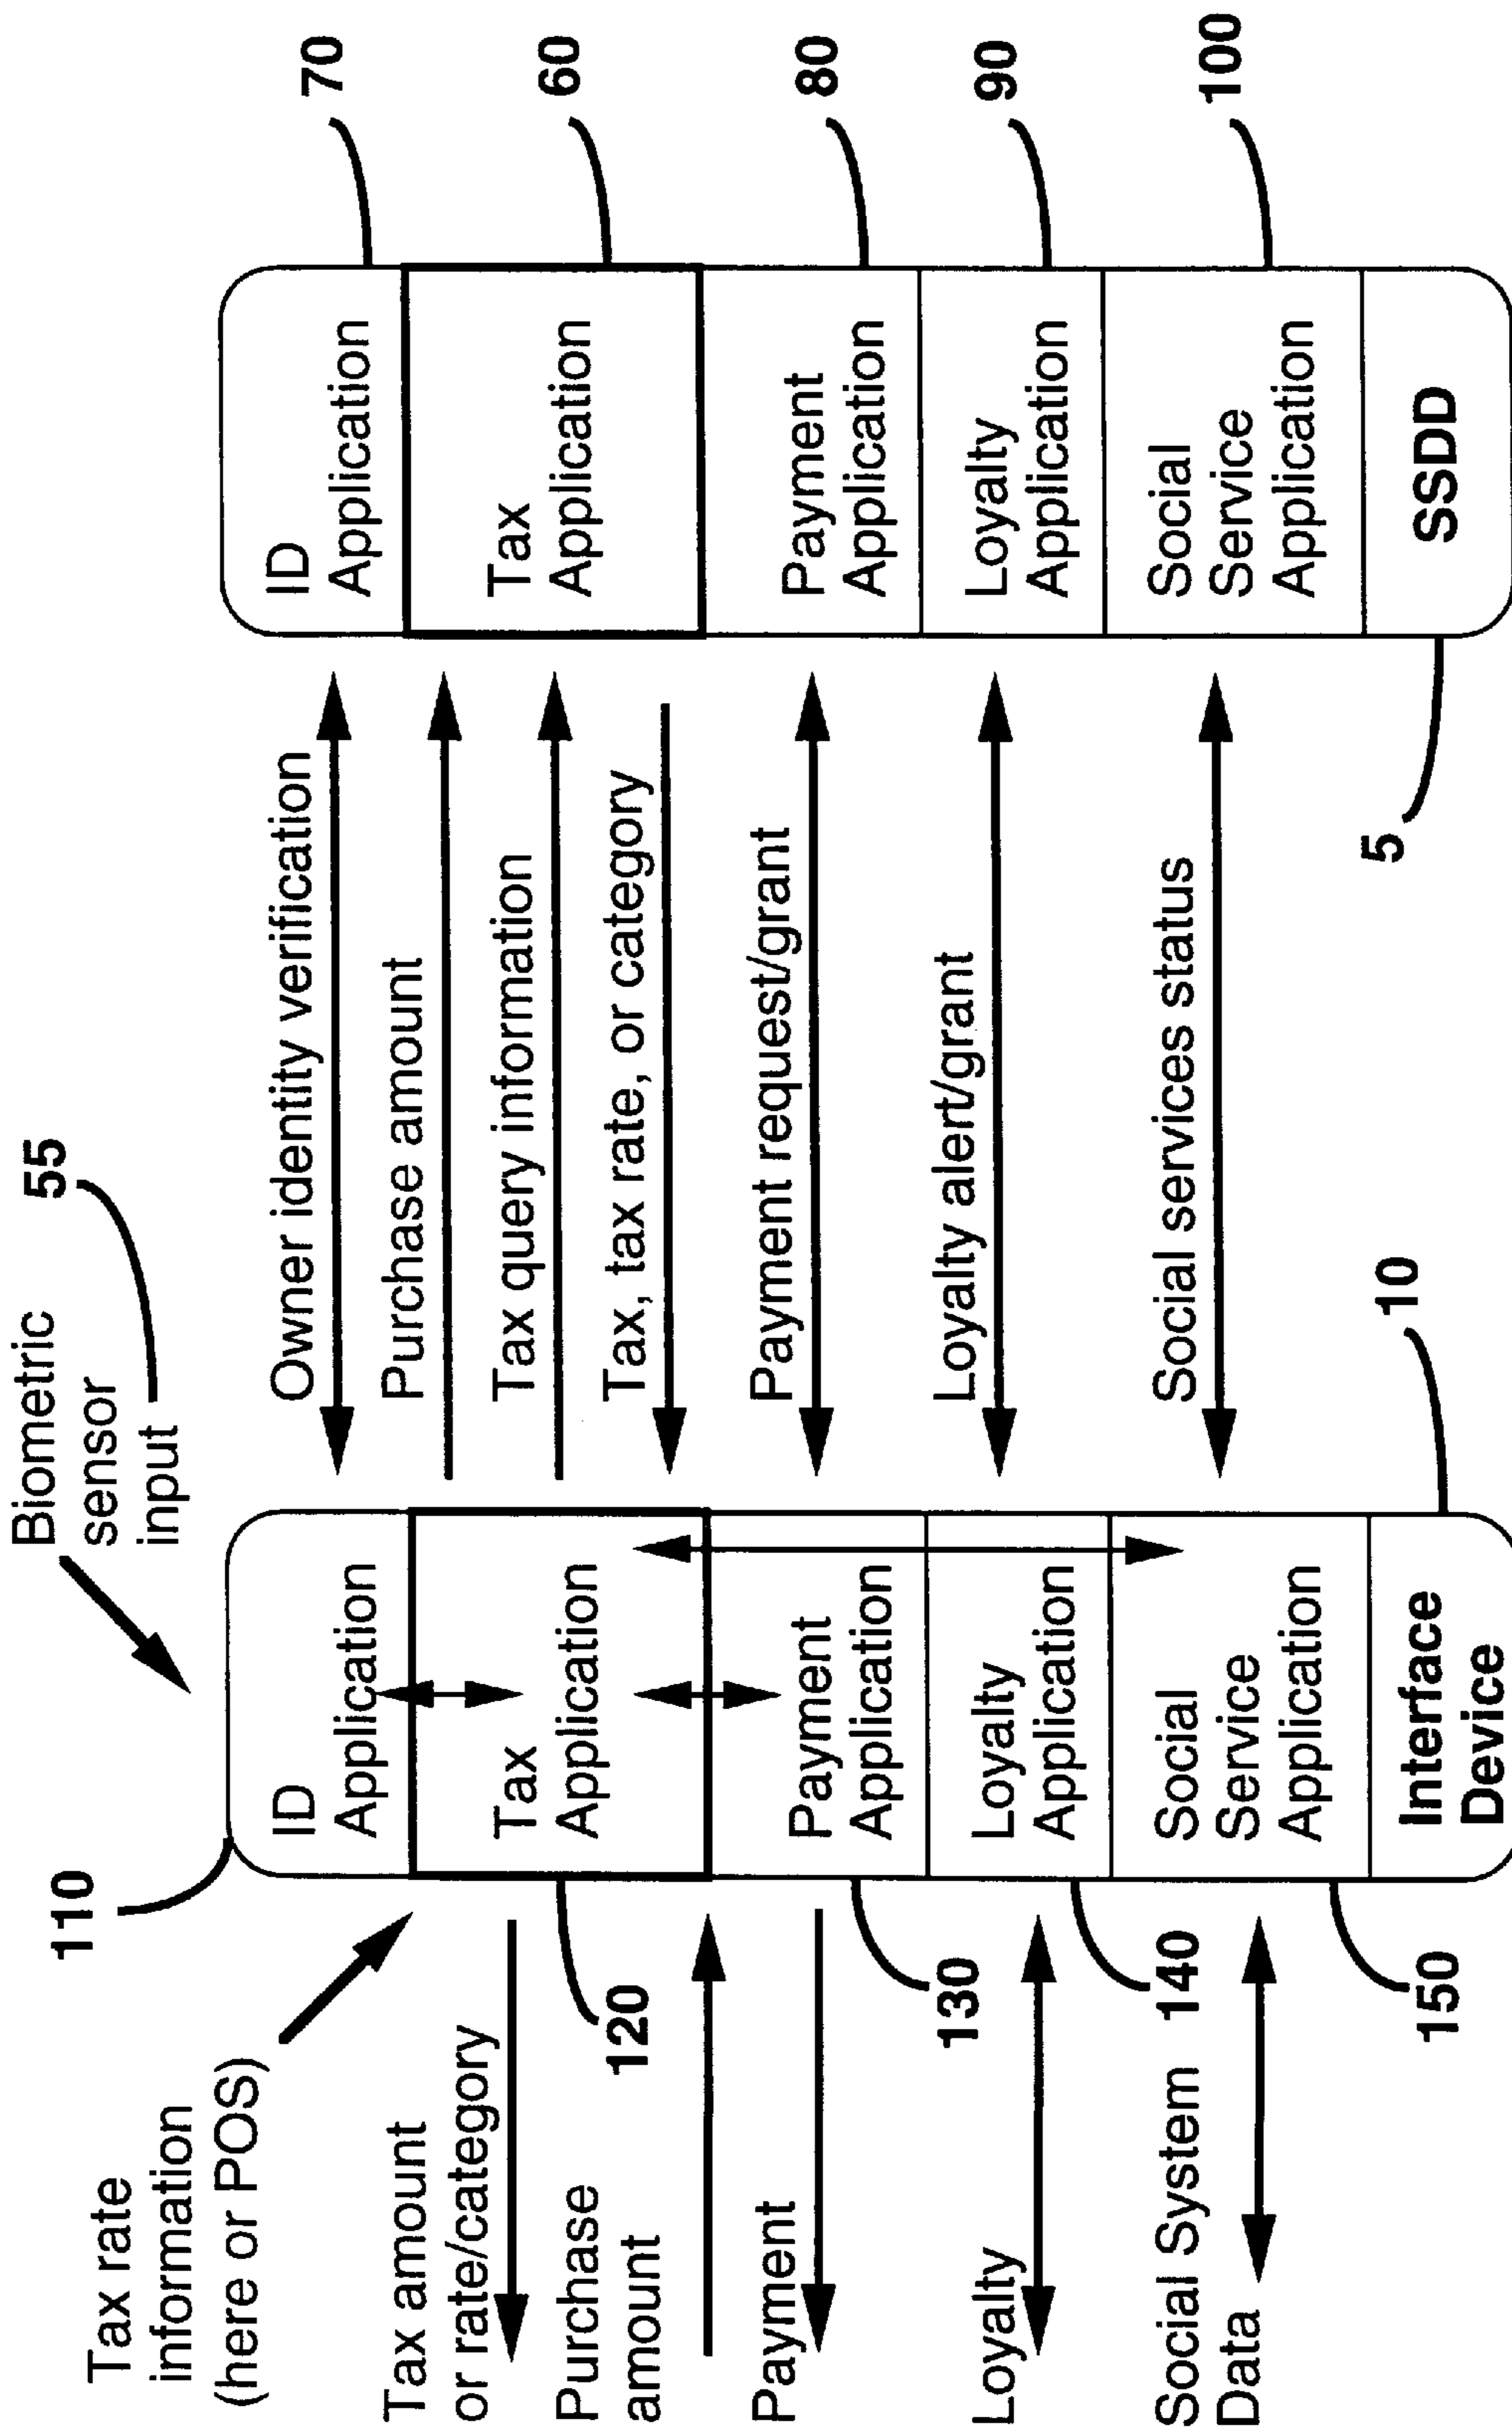 Biometric
sensor
input
55
110
Tax rate
information
(here or POS)
Tax amount
or rate/category
Purchase
amount
Payment
Loyalty
Social System
Data
120
130
140
150
ID
Application
Tax
Application
Payment
Application
Loyalty
Application
Social
Service
Application
Interface
Device
10
Owner identity verification
Purchase amount
Tax query information
Tax, tax rate, or category
Payment request/grant
Loyalty alert/grant
Social services status
ID
Application
Tax
Application
Payment
Application
Loyalty
Application
Social
Service
Application
SSDD
5
70
60
80
90
100